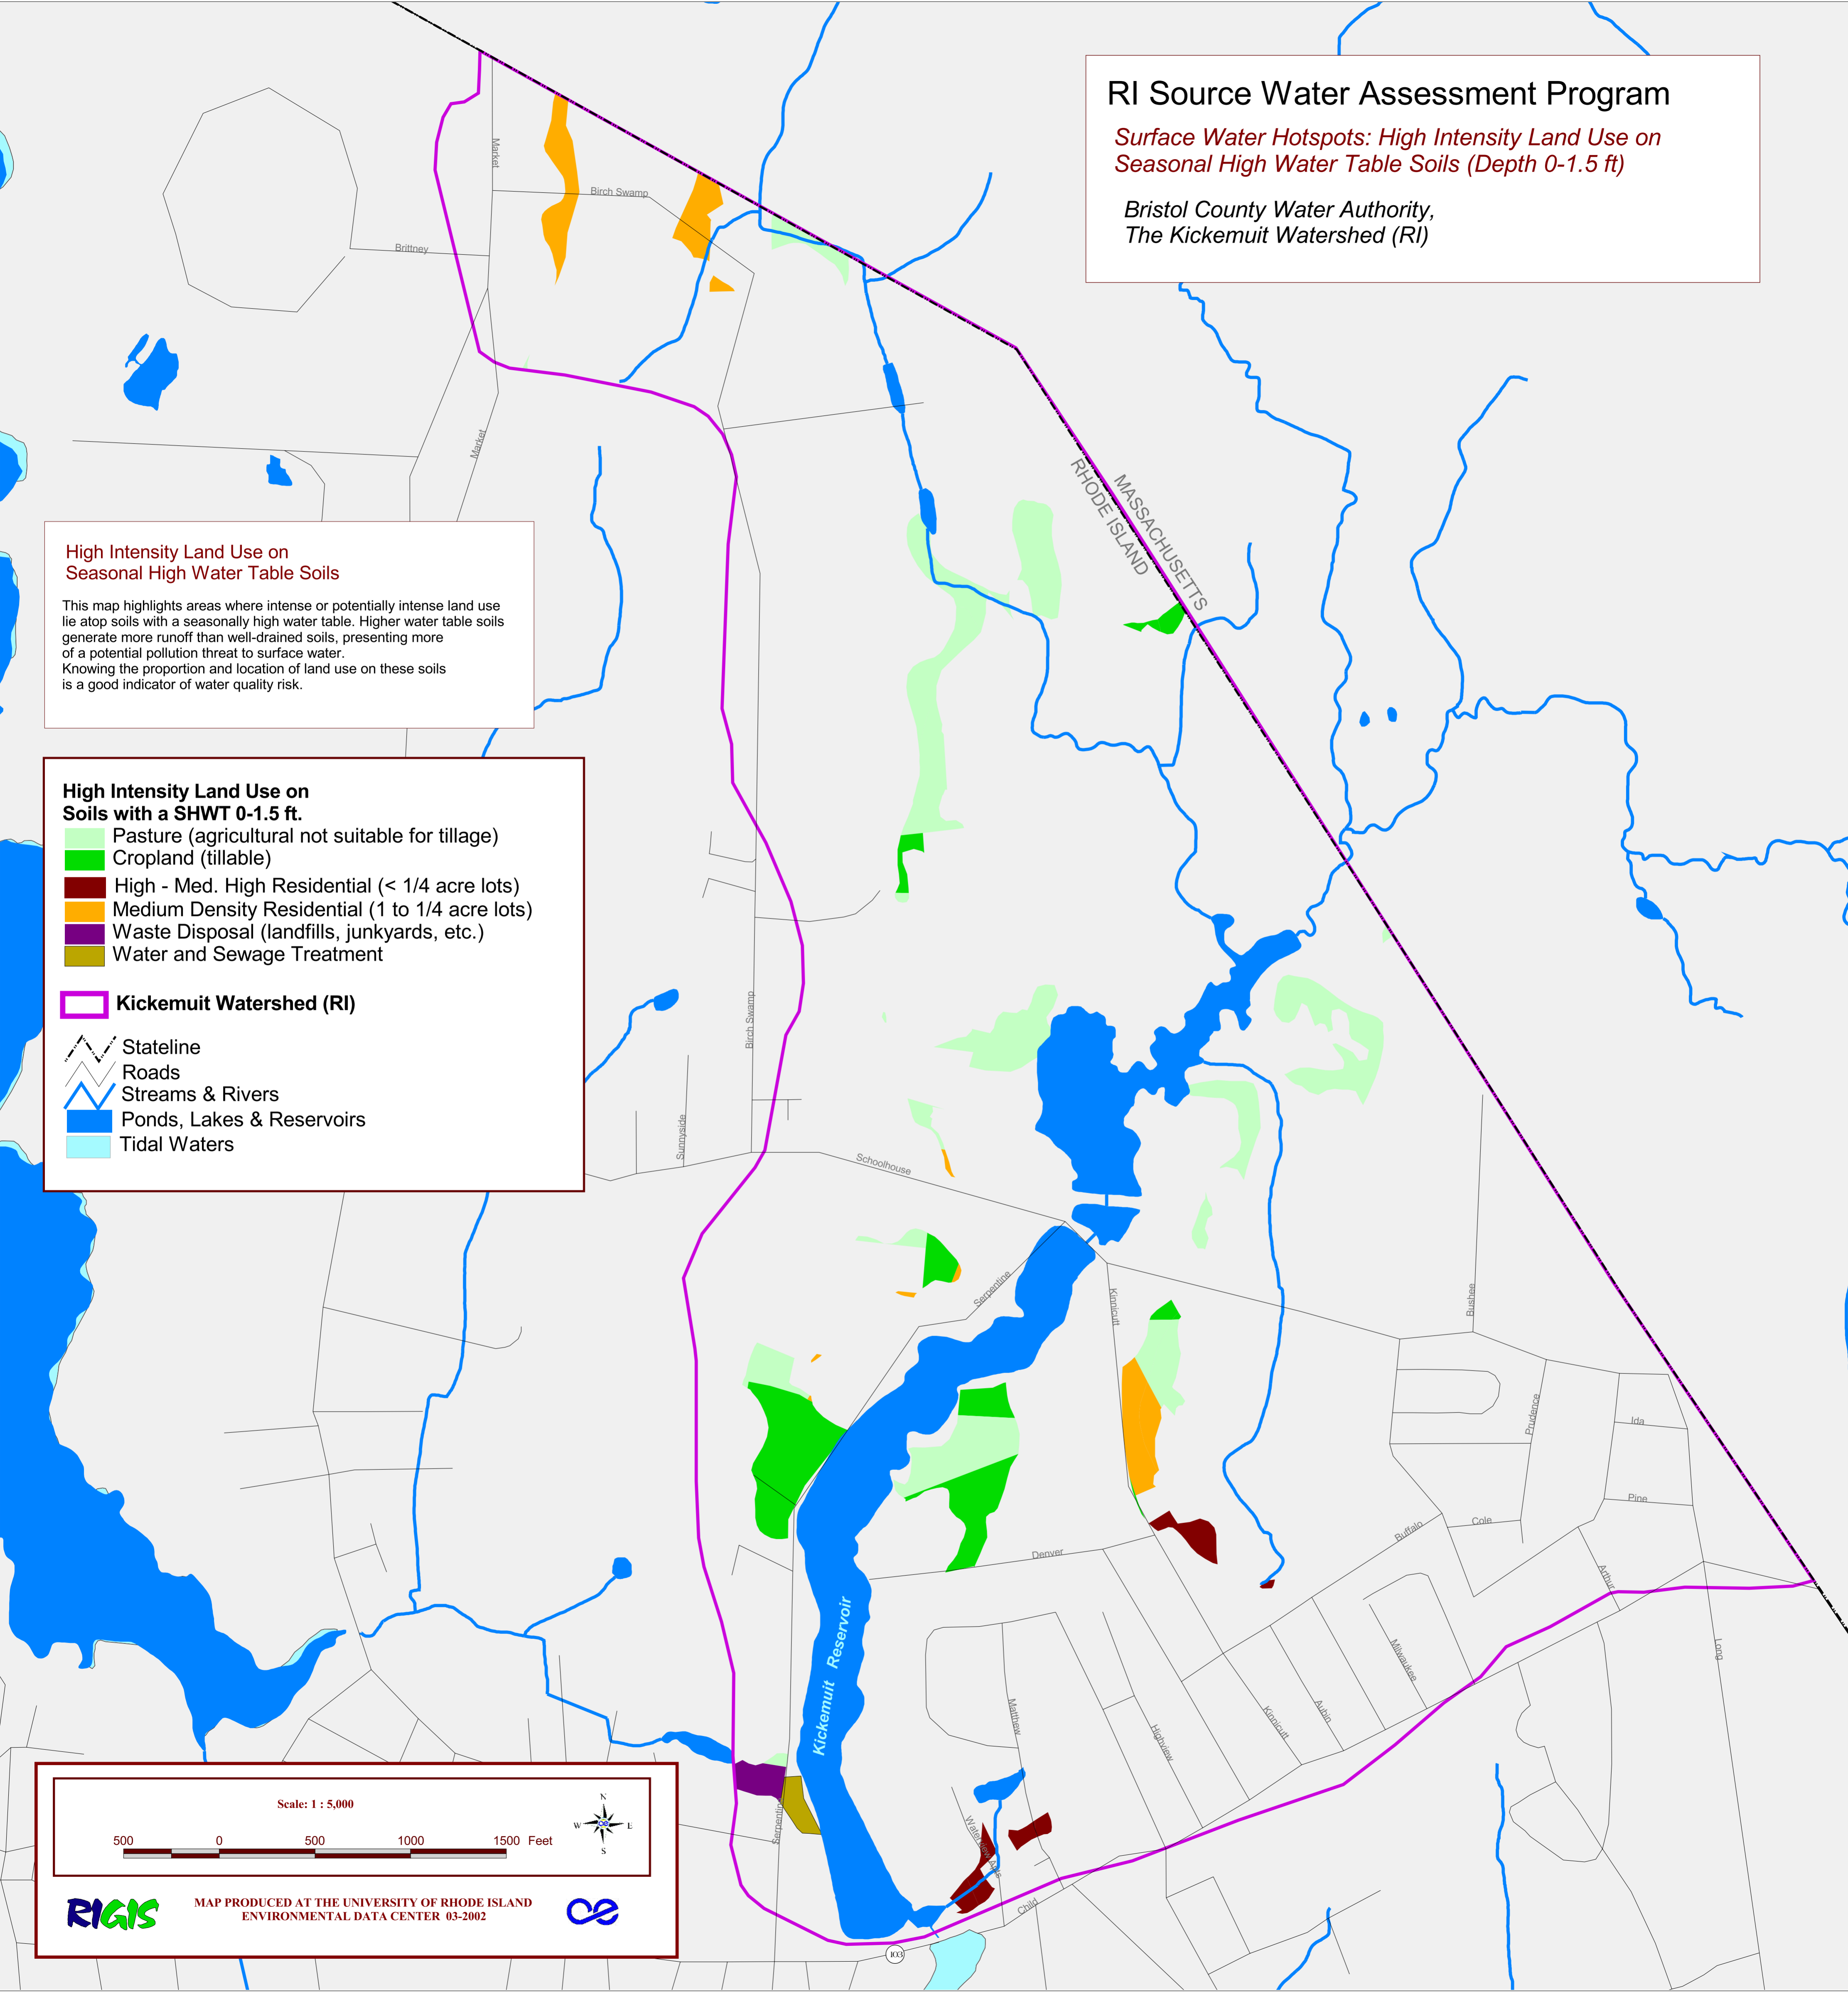 RI Source Water Assessment Program
Surface Water Hotspots: High Intensity Land Use on
Seasonal High Water Table Soils (Depth 0-1.5 ft)
Bristol County Water Authority,
The Kickemuit Watershed (RI)
Market
Birch Swamp
Brittney
Market
MASSACHUSETTS
RHODE ISLAND
High Intensity Land Use on
Seasonal High Water Table Soils
This map highlights areas where intense or potentially intense land use
lie atop soils with a seasonally high water table. Higher water table soils
generate more runoff than well-drained soils, presenting more
of a potential pollution threat to surface water.
Knowing the proportion and location of land use on these soils
is a good indicator of water quality risk.
High Intensity Land Use on
Soils with a SHWT 0-1.5 ft.
Pasture (agricultural not suitable for tillage)
Cropland (tillable)
High - Med. High Residential (< 1/4 acre lots)
Medium Density Residential (1 to 1/4 acre lots)
Waste Disposal (landfills, junkyards, etc.)
Water and Sewage Treatment
Kickemuit Watershed (RI)
Stateline
Roads
Streams & Rivers
Ponds, Lakes & Reservoirs
Tidal Waters
Birch Swamp
Sunnyside
Schoolhouse
Serpentine
Kinnicutt
Bushee
Prudence
Ida
Pine
Cole
Buffalo
Denver
Arthur
Kickemuit Reservoir
Milwaukee
Long
Matthew
Highview
Kinnicutt
Aubin
Serpentine
Child
103
Scale: 1 : 5,000
N
W
E
S
500 0 500 1000 1500 Feet
RIGIS
MAP PRODUCED AT THE UNIVERSITY OF RHODE ISLAND
ENVIRONMENTAL DATA CENTER 03-2002